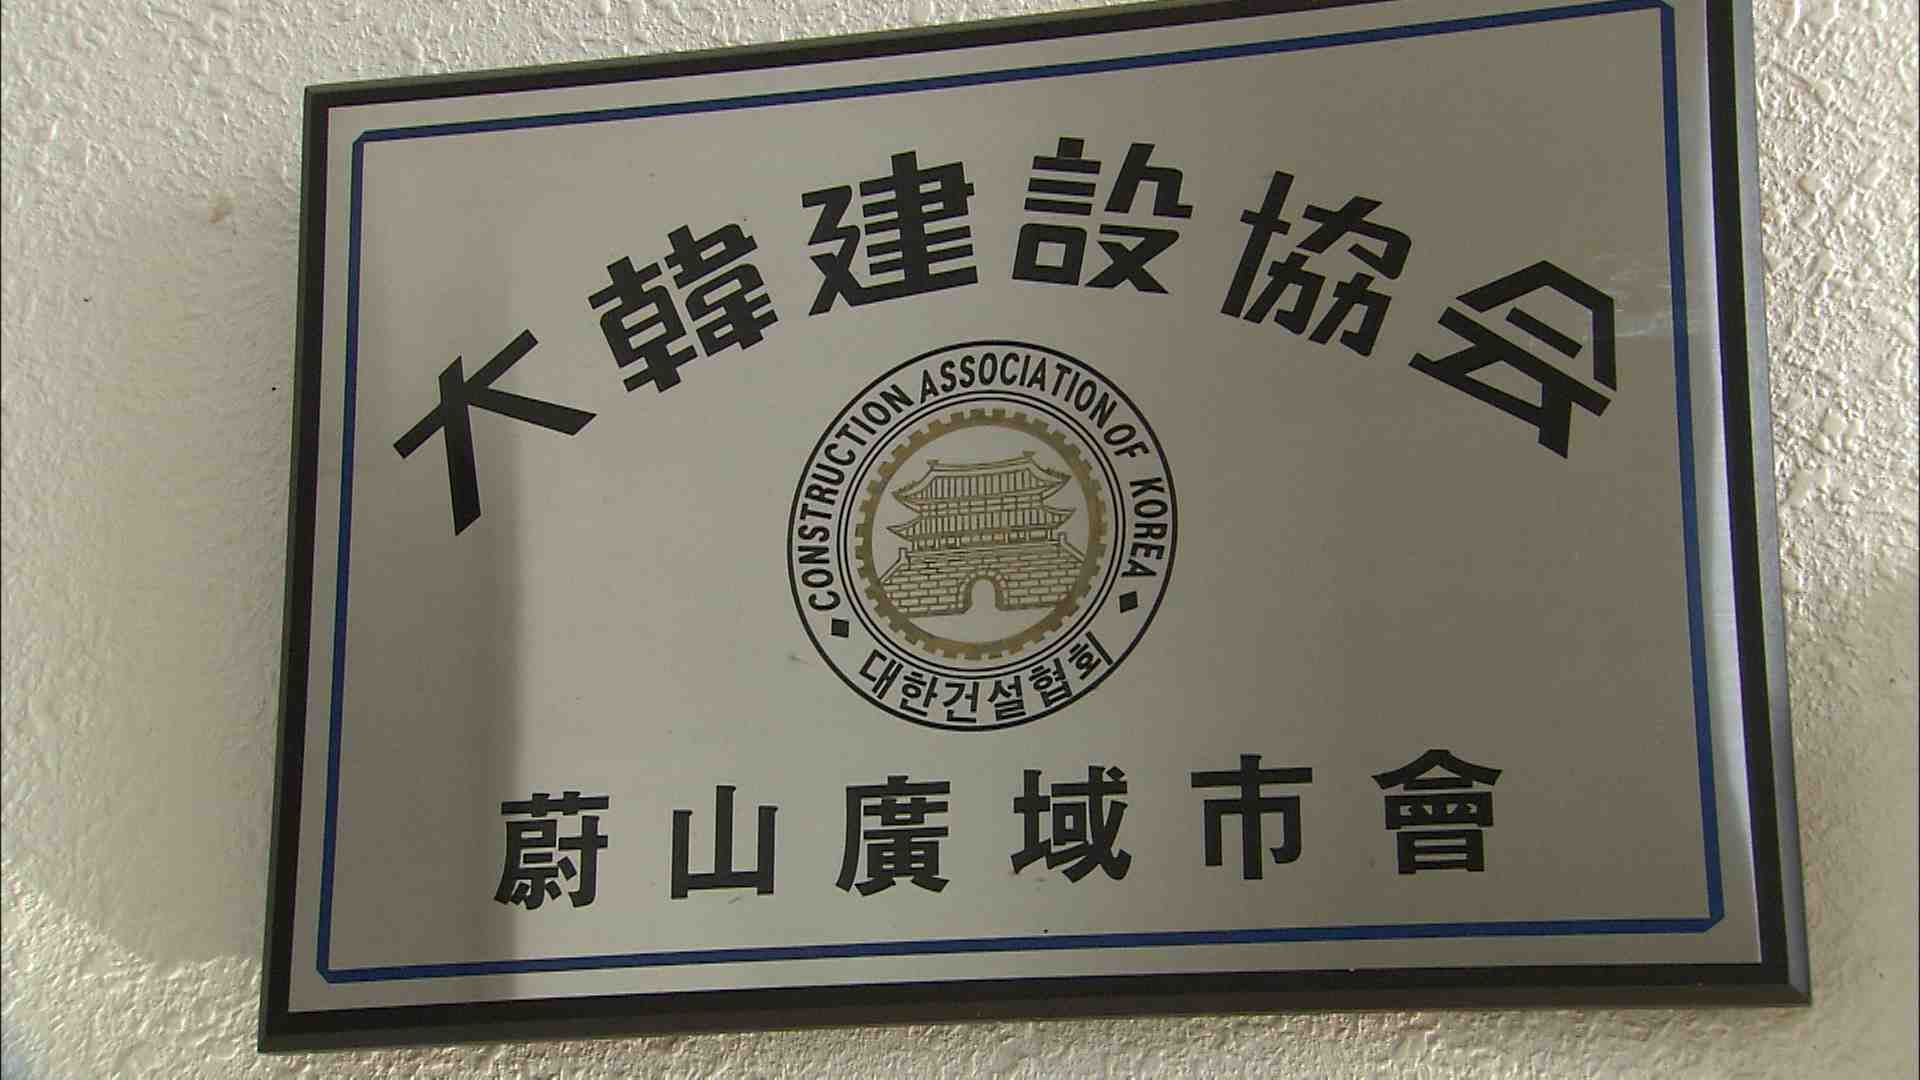 大韓建設協会
CONSTRUCTION ASSOCIATION OF KOREA
대한건설협회
蔚山廣域市會